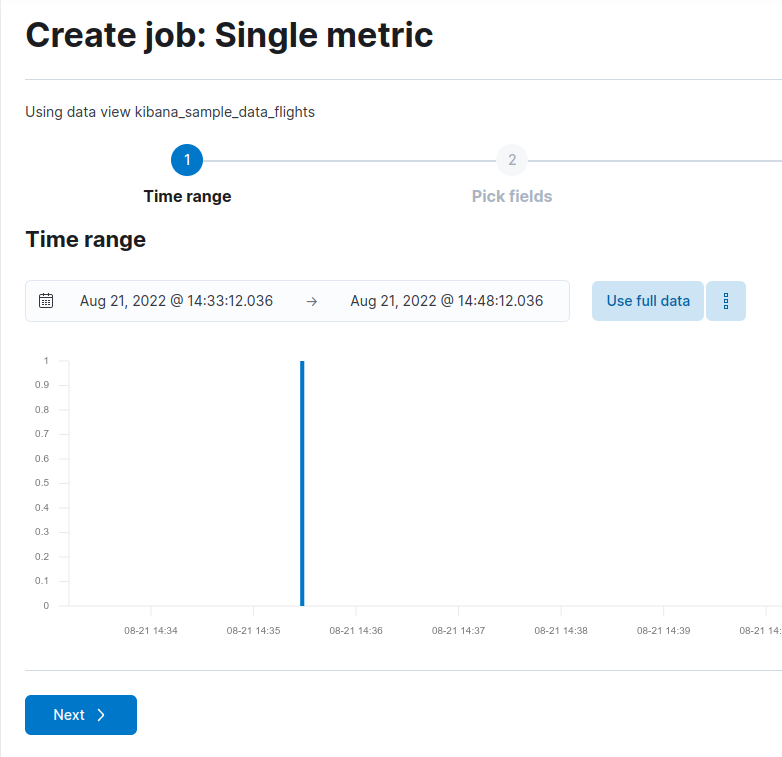 Create job: Single metric
Using data view kibana_sample_data_flights
1
2
Time range
Pick fields
Time range
Aug 21, 2022 @ 14:33:12.036 → Aug 21, 2022 @ 14:48:12.036
Use full data
1
0.9
0.8
0.7
0.6
0.5
0.4
0.3
0.2
0.1
0
08-21 14:34 08-21 14:35 08-21 14:36 08-21 14:37 08-21 14:38 08-21 14:39 08-21 14:
Next